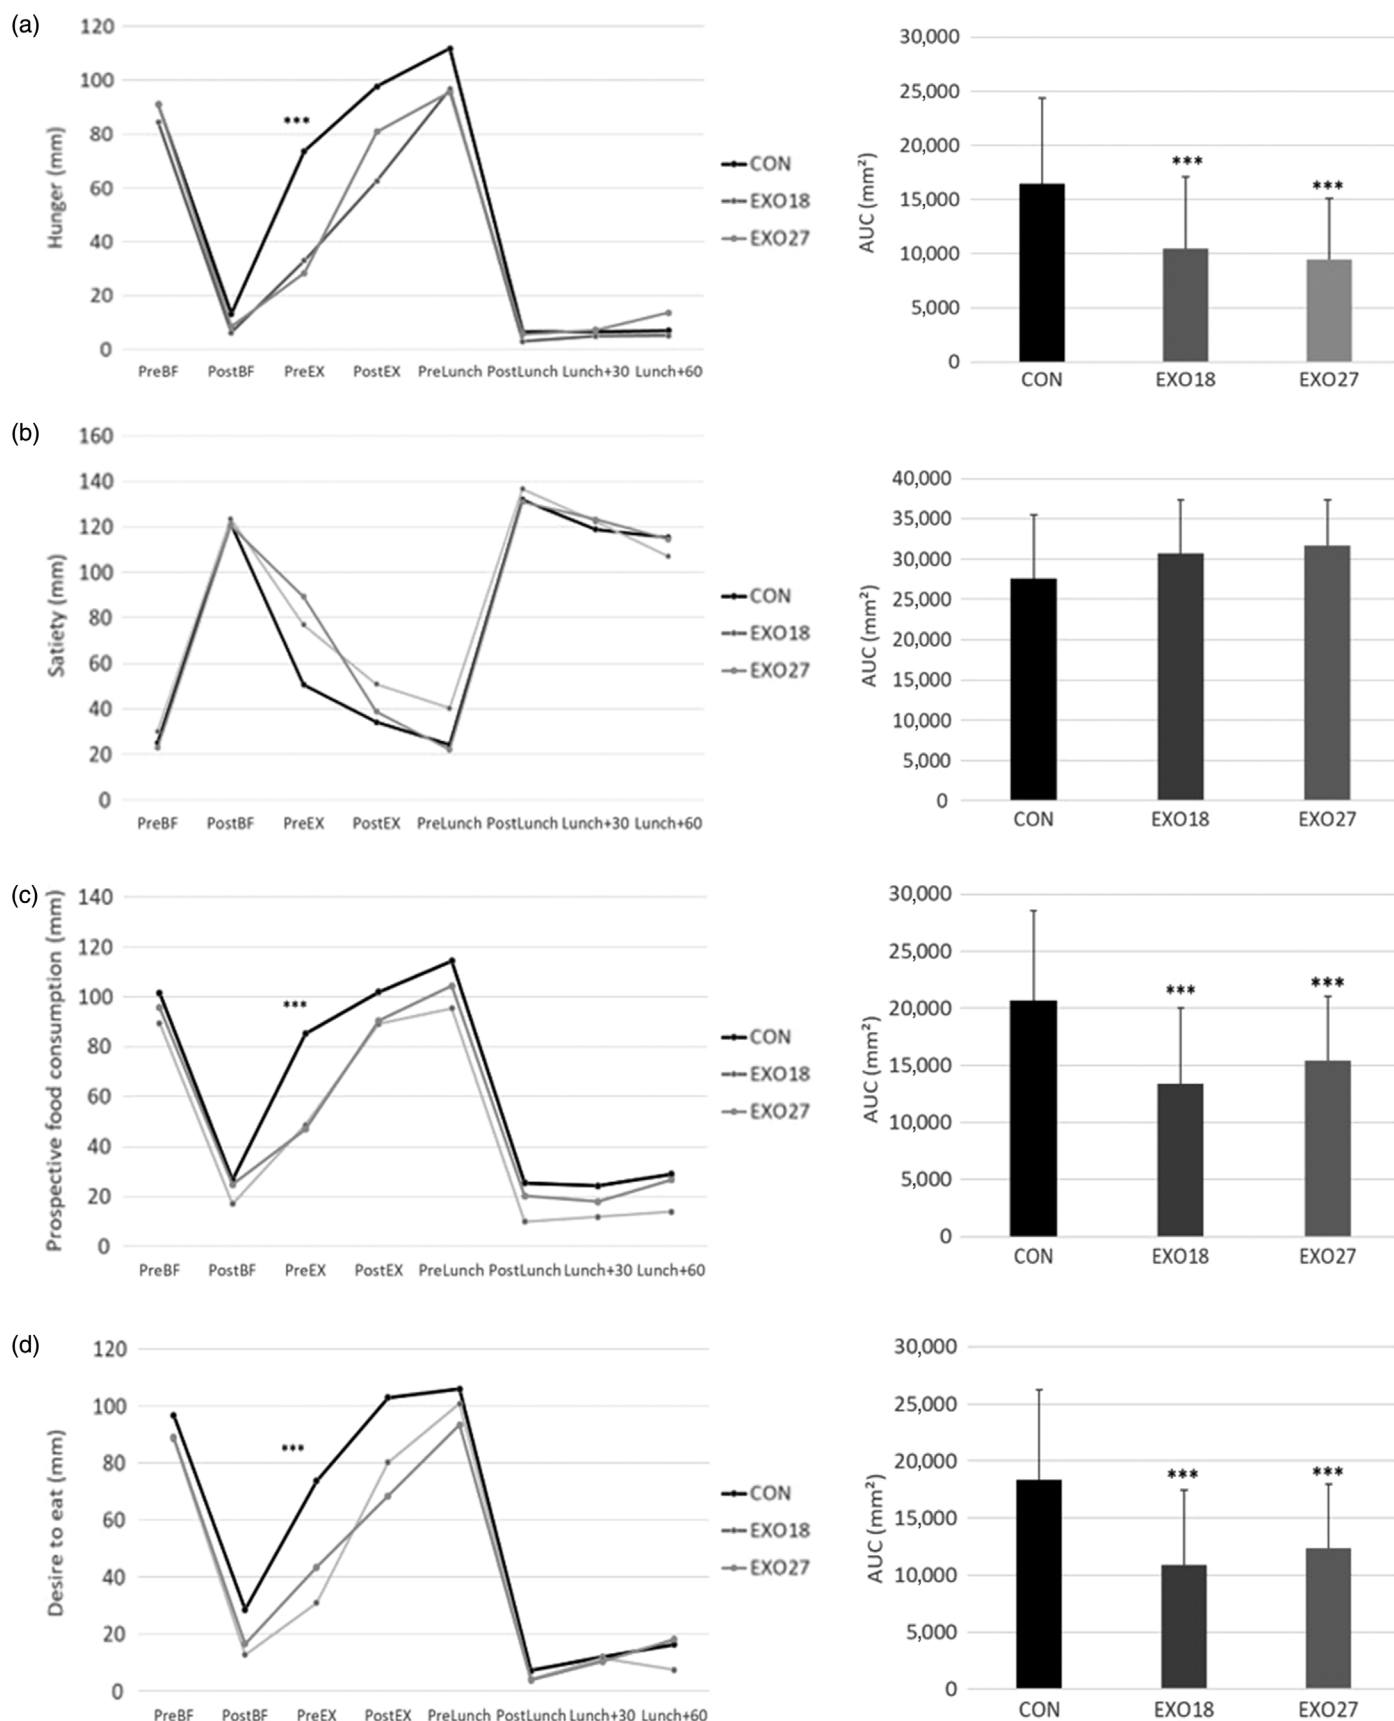 (a)
120
100
80
60
40
20
0
Hunger (mm)
***
PreBF PostBF PreEX PostEX PreLunch PostLunch Lunch+30 Lunch+60
CON
EXO18
EXO27
30,000
25,000
20,000
15,000
10,000
5,000
0
AUC (mm²)
***
***
CON EXO18 EXO27
(b)
160
140
120
100
80
60
40
20
0
Satiety (mm)
PreBF PostBF PreEX PostEX PreLunch PostLunch Lunch+30 Lunch+60
CON
EXO18
EXO27
40,000
35,000
30,000
25,000
20,000
15,000
10,000
5,000
0
AUC (mm²)
CON EXO18 EXO27
(c)
140
120
100
80
60
40
20
0
Prospective food consumption (mm)
***
PreBF PostBF PreEX PostEX PreLunch PostLunch Lunch+30 Lunch+60
CON
EXO18
EXO27
30,000
25,000
20,000
15,000
10,000
5,000
0
AUC (mm²)
***
***
CON EXO18 EXO27
(d)
120
100
80
60
40
20
0
Desire to eat (mm)
***
PreBF PostBF PreEX PostEX PreLunch PostLunch Lunch+30 Lunch+60
CON
EXO18
EXO27
30,000
25,000
20,000
15,000
10,000
5,000
0
AUC (mm²)
***
***
CON EXO18 EXO27